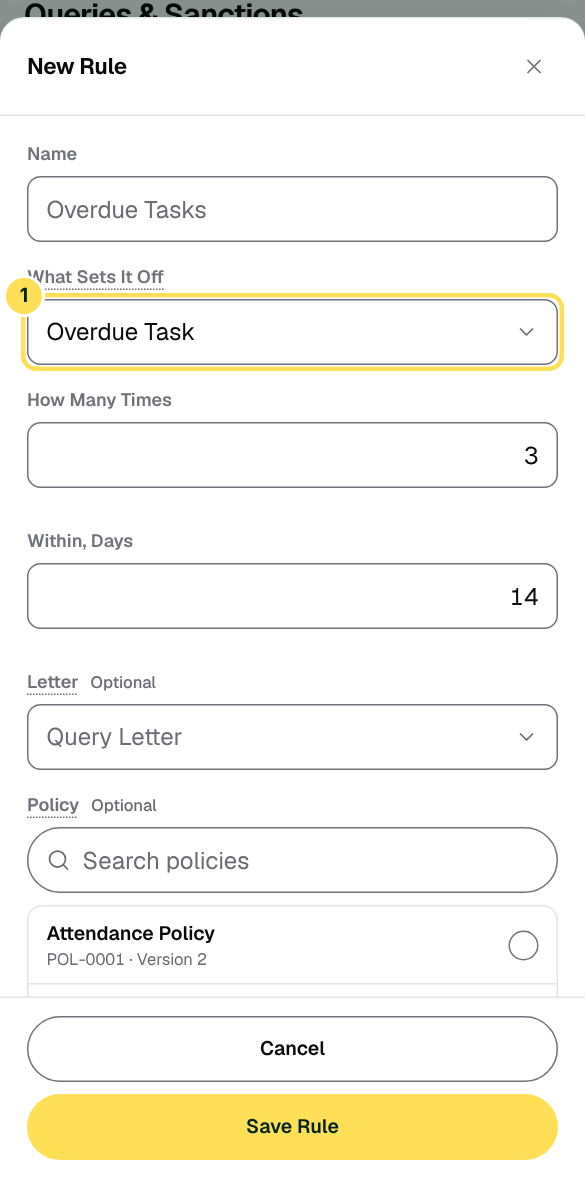 Queries & Sanctions
New Rule
Name
Overdue Tasks
What Sets It Off
1
Overdue Task
How Many Times
3
Within, Days
14
Letter Optional
Query Letter
Policy Optional
Search policies
Attendance Policy
POL-0001 · Version 2
Cancel
Save Rule